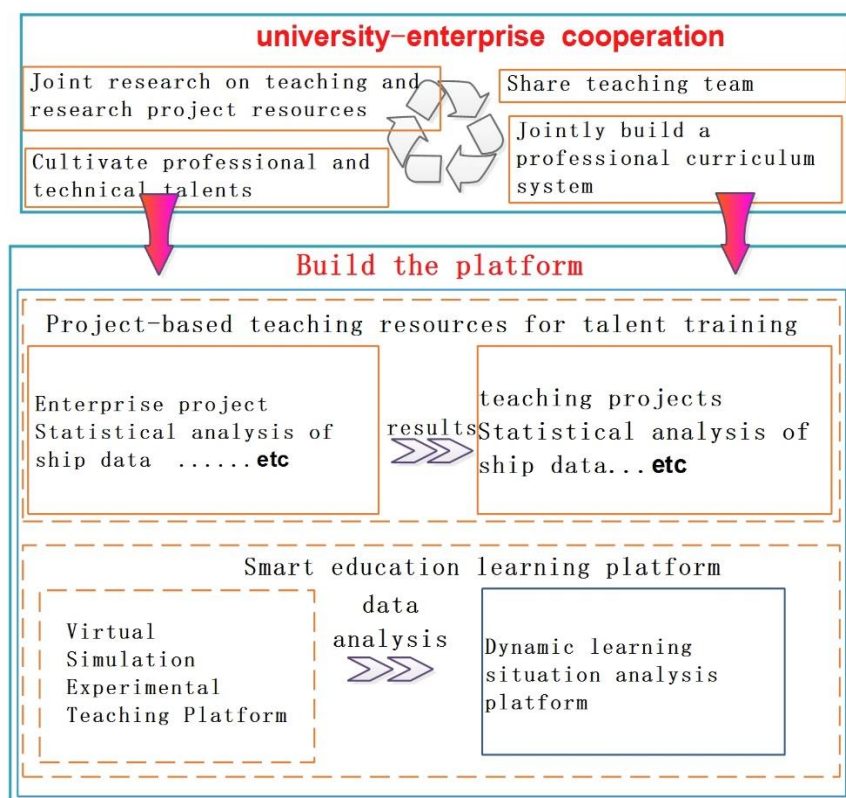 university-enterprise cooperation
Joint research on teaching and
research project resources
Share teaching team
Cultivate professional and
technical talents
Jointly build a
professional curriculum
system
Build the platform
Project-based teaching resources for talent training
Enterprise project
Statistical analysis of
ship data ......etc
results
teaching projects
Statistical analysis of
ship data...etc
Smart education learning platform
Virtual
Simulation
Experimental
Teaching Platform
data
analysis
Dynamic learning
situation analysis
platform